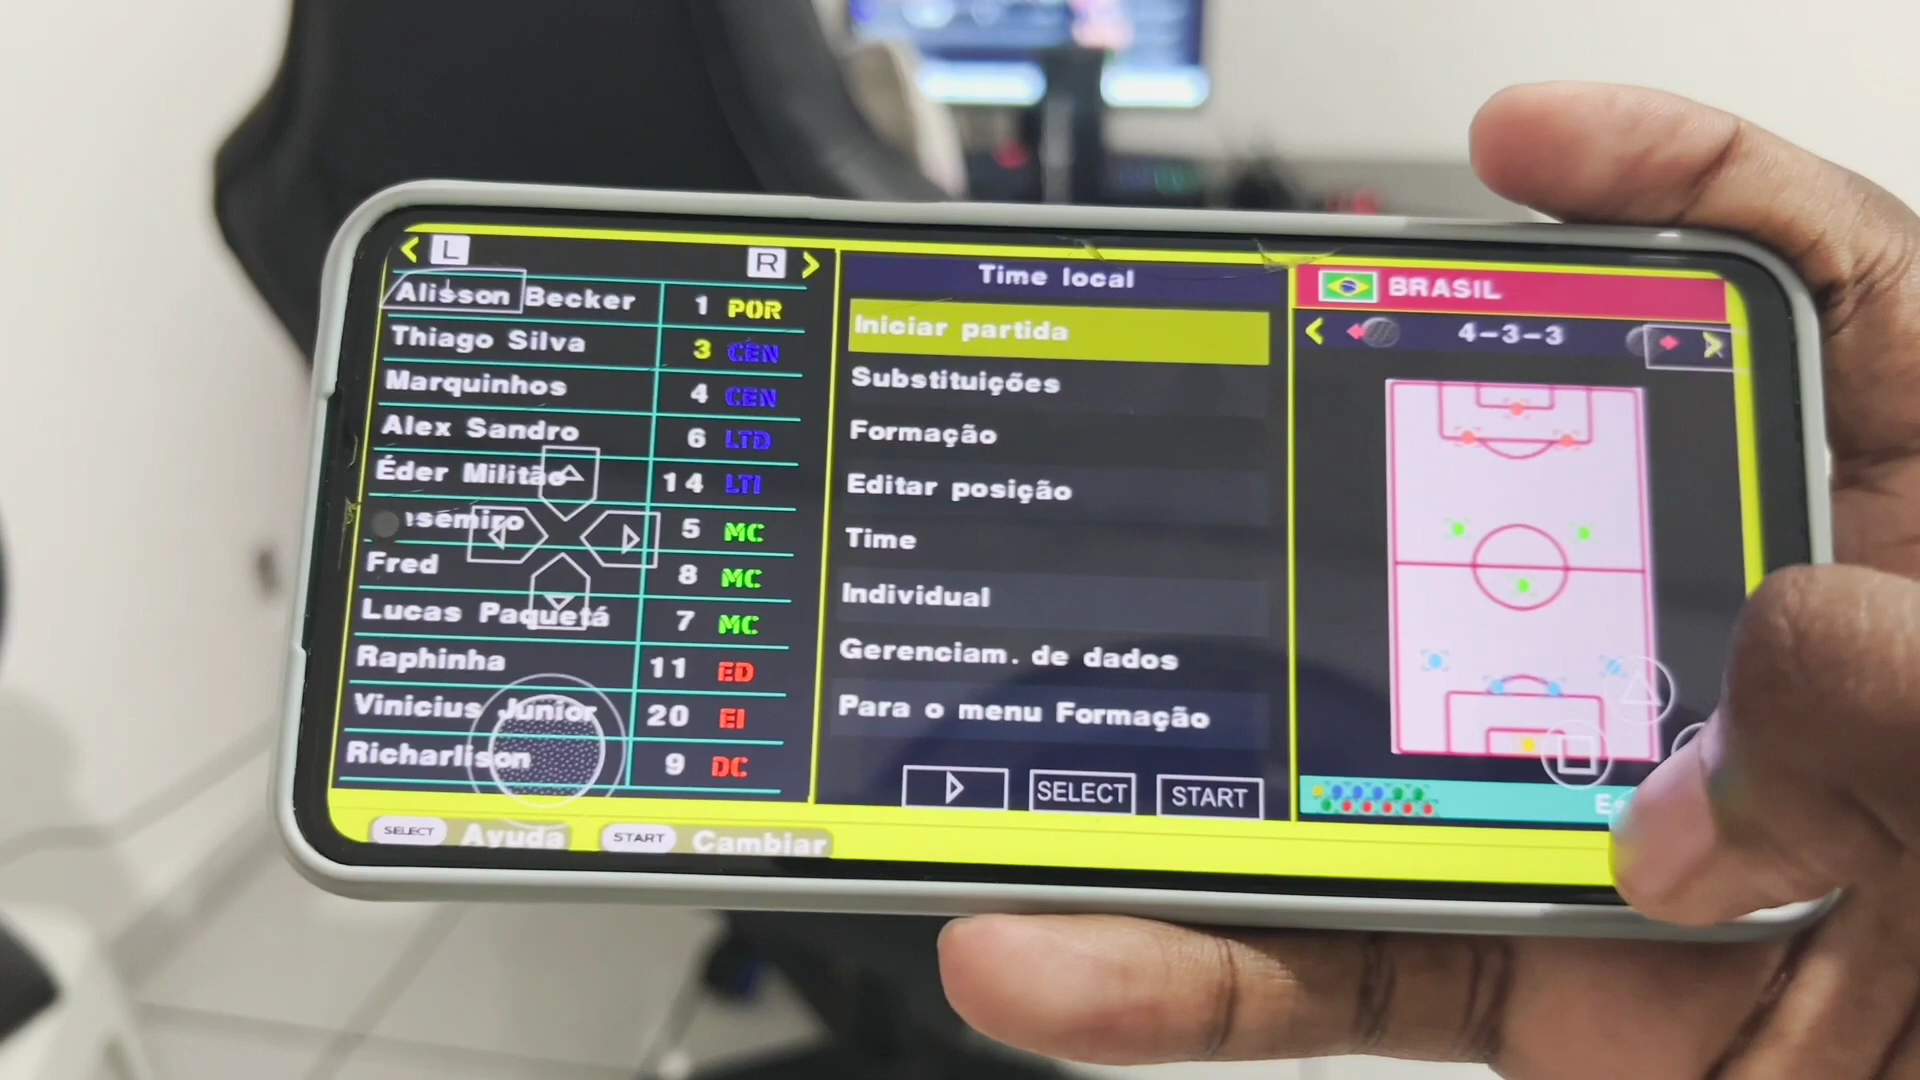 L R
Alisson Becker 1 POR
Thiago Silva 3 CEN
Marquinhos 4 CEN
Alex Sandro 6 LTD
Éder Militão 14 LTI
asemiro 5 MC
Fred 8 MC
Lucas Paquetá 7 MC
Raphinha 11 ED
Vinicius Junior 20 EI
Richarlison 9 DC
SELECT Ayuda START Cambiar
Time local
Iniciar partida
Substituições
Formação
Editar posição
Time
Individual
Gerenciam. de dados
Para o menu Formação
SELECT START
BRASIL
4-3-3